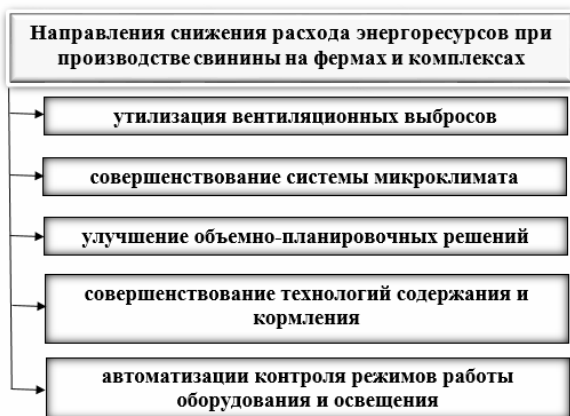 Направления снижения расхода энергоресурсов при
производстве свинины на фермах и комплексах
утилизация вентиляционных выбросов
совершенствование системы микроклимата
улучшение объемно-планировочных решений
совершенствование технологий содержания и
кормления
автоматизации контроля режимов работы
оборудования и освещения